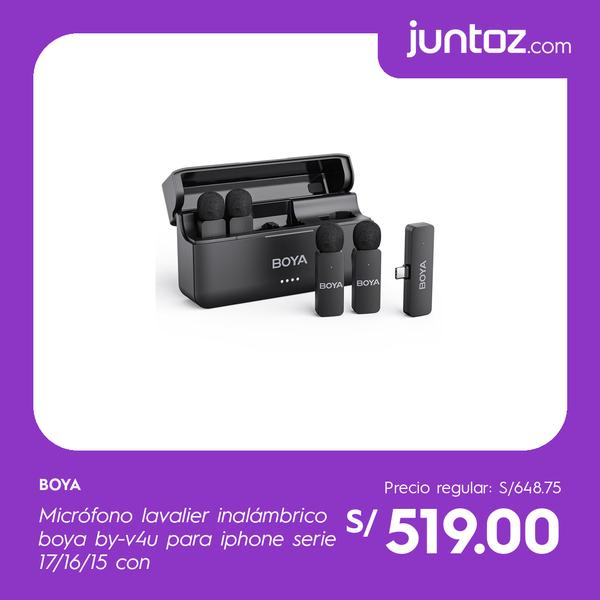 juntoz.com
BOYA
BOYA
BOYA
BOYA
BOYA
Precio regular: S/648.75
Micrófono lavalier inalámbrico
boya by-v4u para iphone serie
17/16/15 con
S/ 519.00